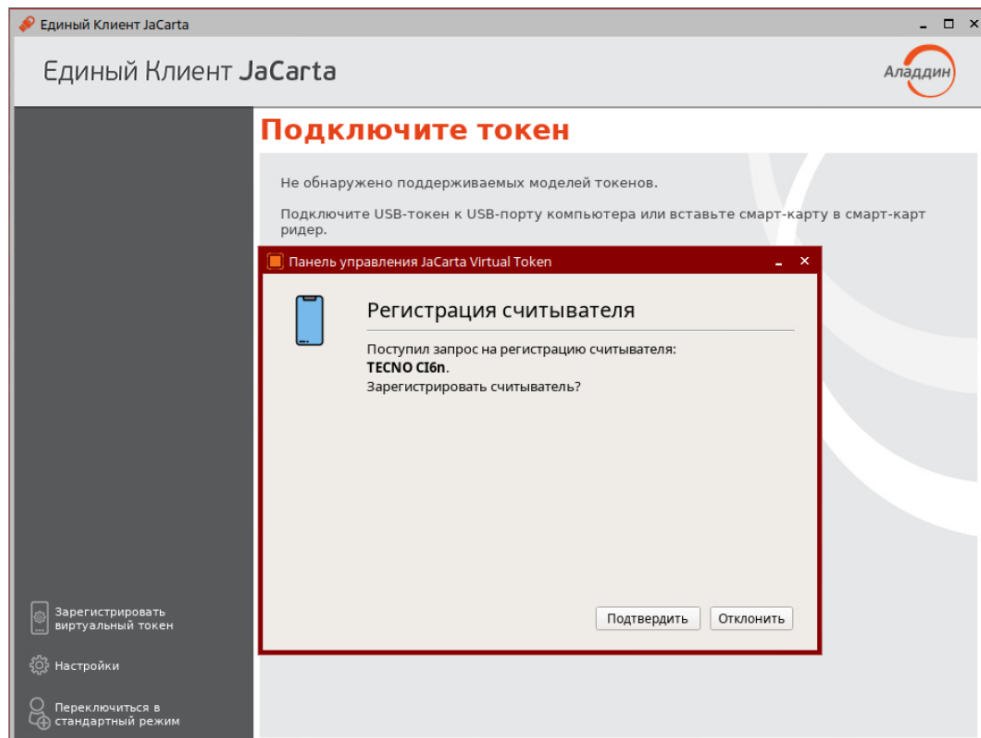 Единый Клиент JaCarta
Единый Клиент JaCarta
Аладдин
Подключите токен
Не обнаружено поддерживаемых моделей токенов.
Подключите USB-токен к USB-порту компьютера или вставьте смарт-карту в смарт-карт
ридер.
Панель управления JaCarta Virtual Token
Регистрация считывателя
Поступил запрос на регистрацию считывателя:
TECNO CI6n.
Зарегистрировать считыватель?
Подтвердить Отклонить
Зарегистрировать
виртуальный токен
Настройки
Переключиться в
стандартный режим